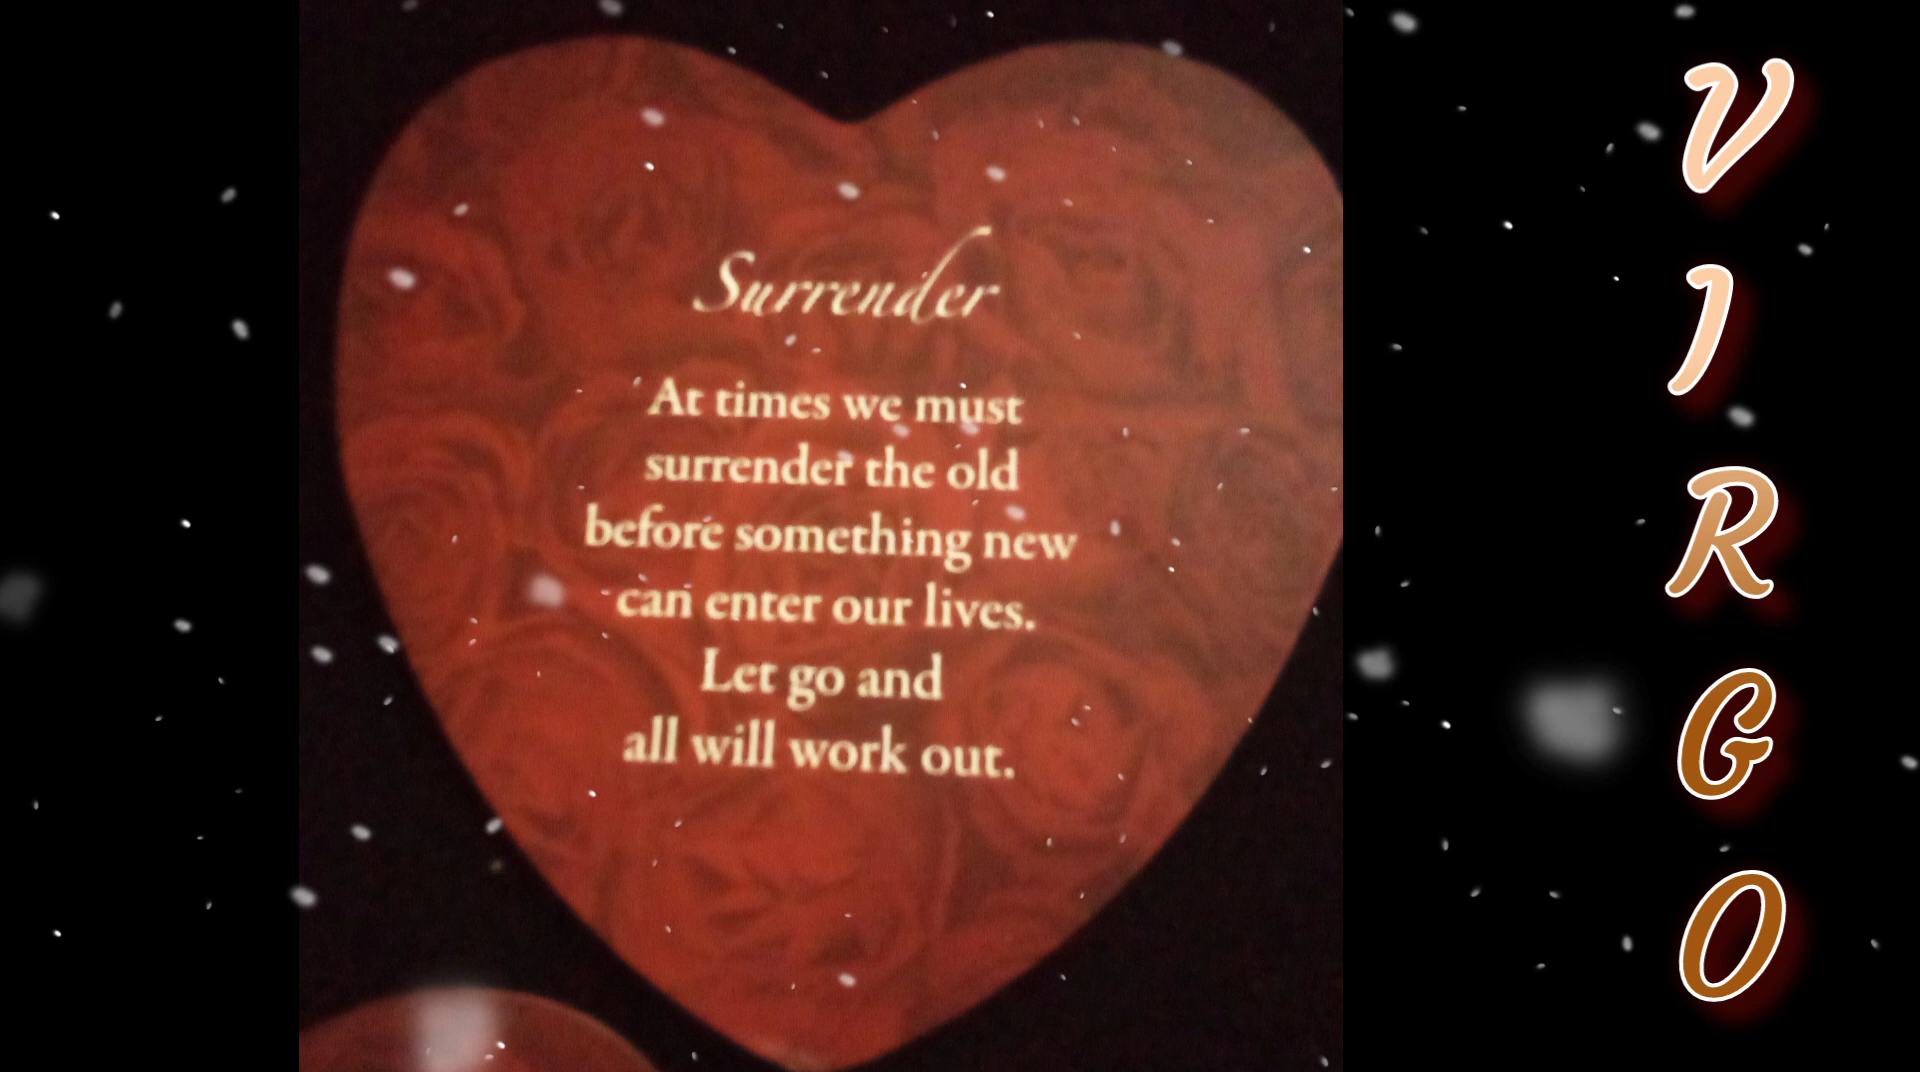 Surrender
At times we must
surrender the old
before something new
can enter our lives.
Let go and
all will work out.
VIRGO